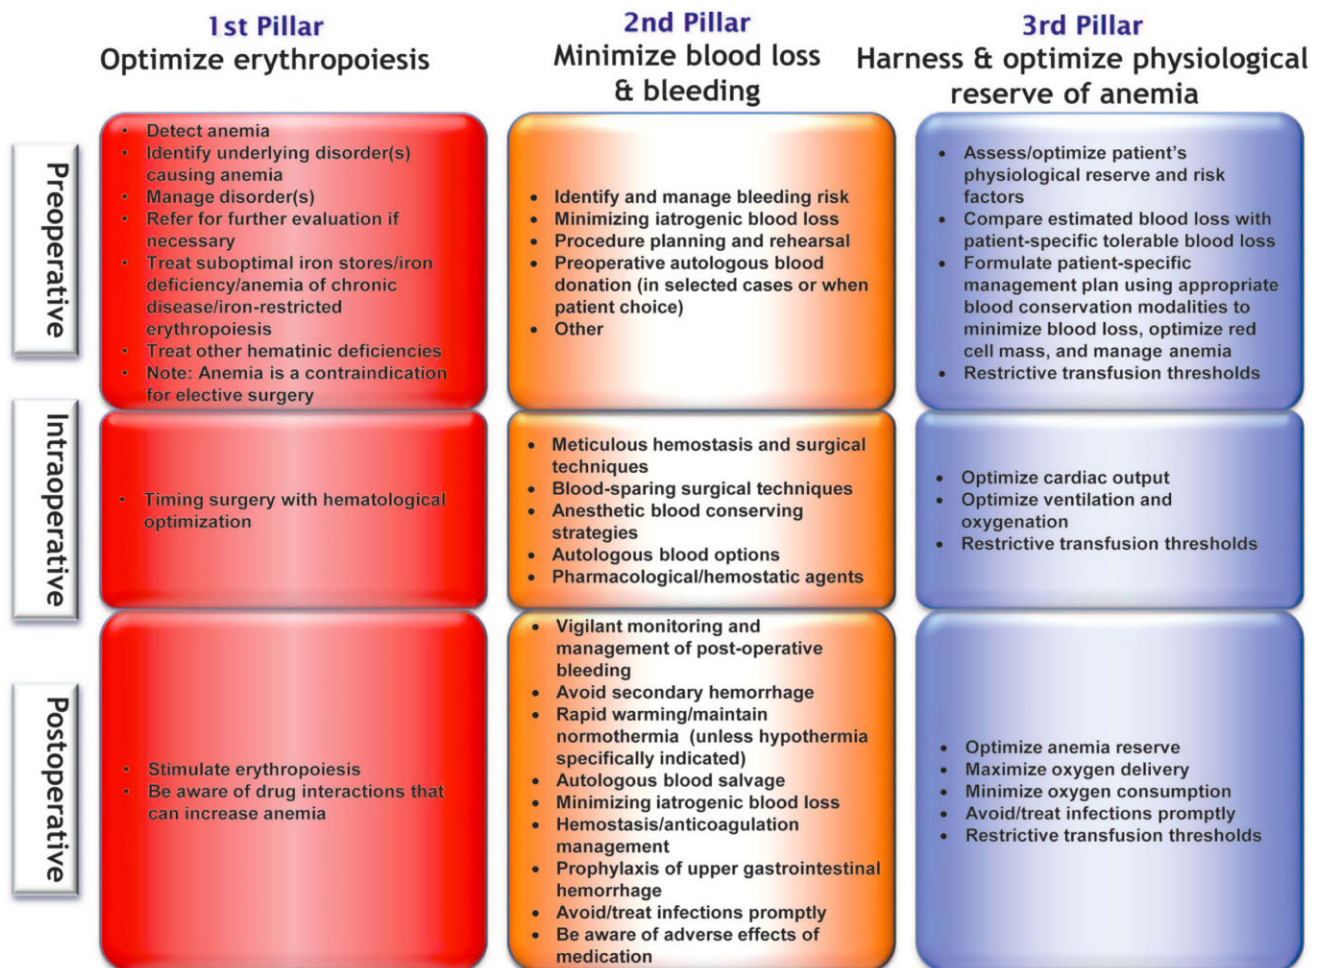 1st Pillar
Optimize erythropoiesis
2nd Pillar
Minimize blood loss
& bleeding
3rd Pillar
Harness & optimize physiological
reserve of anemia
Preoperative
• Detect anemia
• Identify underlying disorder(s)
causing anemia
• Manage disorder(s)
• Refer for further evaluation if
necessary
• Treat suboptimal iron stores/iron
deficiency/anemia of chronic
disease/iron-restricted
erythropoiesis
• Treat other hematinic deficiencies
• Note: Anemia is a contraindication
for elective surgery
• Identify and manage bleeding risk
• Minimizing iatrogenic blood loss
• Procedure planning and rehearsal
• Preoperative autologous blood
donation (in selected cases or when
patient choice)
• Other
• Assess/optimize patient's
physiological reserve and risk
factors
• Compare estimated blood loss with
patient-specific tolerable blood loss
• Formulate patient-specific
management plan using appropriate
blood conservation modalities to
minimize blood loss, optimize red
cell mass, and manage anemia
• Restrictive transfusion thresholds
Intraoperative
• Timing surgery with hematological
optimization
• Meticulous hemostasis and surgical
techniques
• Blood-sparing surgical techniques
• Anesthetic blood conserving
strategies
• Autologous blood options
• Pharmacological/hemostatic agents
• Optimize cardiac output
• Optimize ventilation and
oxygenation
• Restrictive transfusion thresholds
Postoperative
• Stimulate erythropoiesis
• Be aware of drug interactions that
can increase anemia
• Vigilant monitoring and
management of post-operative
bleeding
• Avoid secondary hemorrhage
• Rapid warming/maintain
normothermia (unless hypothermia
specifically indicated)
• Autologous blood salvage
• Minimizing iatrogenic blood loss
• Hemostasis/anticoagulation
management
• Prophylaxis of upper gastrointestinal
hemorrhage
• Avoid/treat infections promptly
• Be aware of adverse effects of
medication
• Optimize anemia reserve
• Maximize oxygen delivery
• Minimize oxygen consumption
• Avoid/treat infections promptly
• Restrictive transfusion thresholds